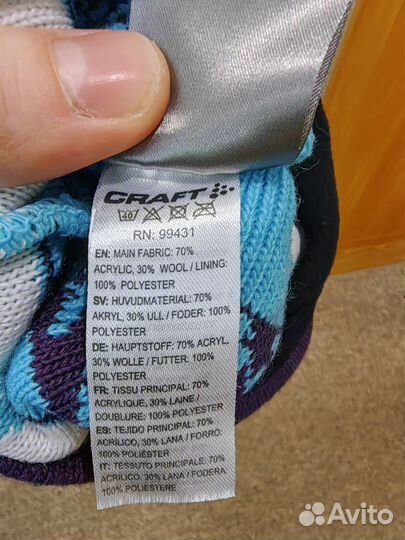 CRAFT
40
RN: 99431
EN: MAIN FABRIC: 70%
ACRYLIC, 30% WOOL / LINING:
100% POLYESTER
SV: HUVUDMATERIAL: 70%
AKRYL, 30% ULL / FODER: 100%
POLYESTER
DE: HAUPTSTOFF: 70% ACRYL,
30% WOLLE / FUTTER: 100%
POLYESTER
FR: TISSU PRINCIPAL: 70%
ACRYLIQUE, 30% LAINE /
DOUBLURE: 100% POLYESTER
ES: TEJIDO PRINCIPAL: 70%
ACRÍLICO, 30% LANA / FORRO:
100% POLIÉSTER
IT: TESSUTO PRINCIPALE: 70%
ACRILICO, 30% LANA / FODERA
100% POLIESTERE
Avito